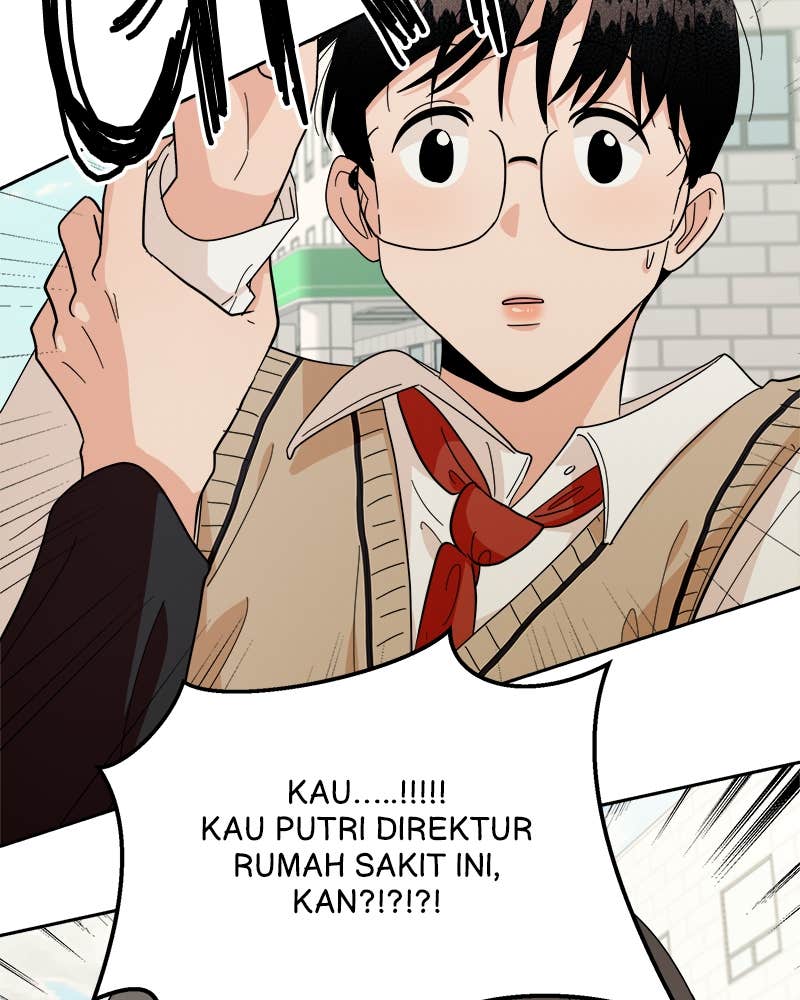 KAU.....!!!!!
KAU PUTRI DIREKTUR
RUMAH SAKIT INI,
KAN?!?!?!